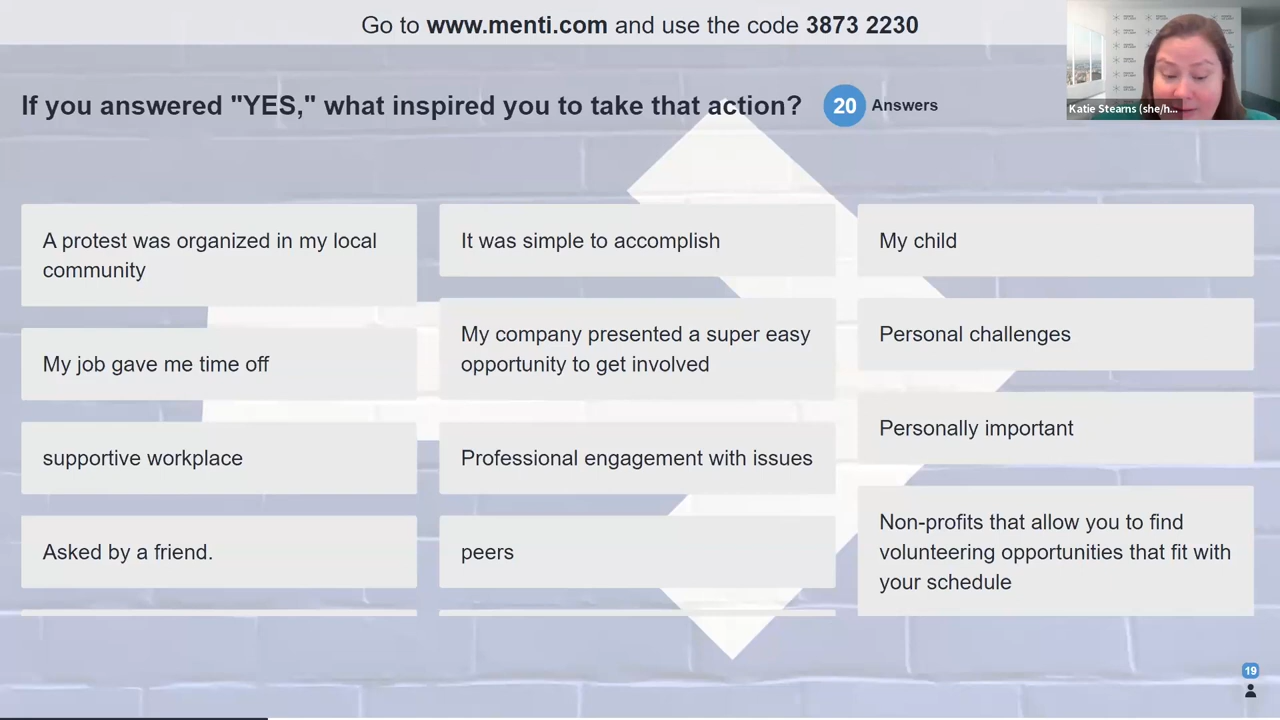 Go to www.menti.com and use the code 3873 2230
If you answered "YES," what inspired you to take that action?
20 Answers
Katie Stearns (she/h...
A protest was organized in my local
community
My job gave me time off
supportive workplace
Asked by a friend.
It was simple to accomplish
My company presented a super easy
opportunity to get involved
Professional engagement with issues
peers
My child
Personal challenges
Personally important
Non-profits that allow you to find
volunteering opportunities that fit with
your schedule
19